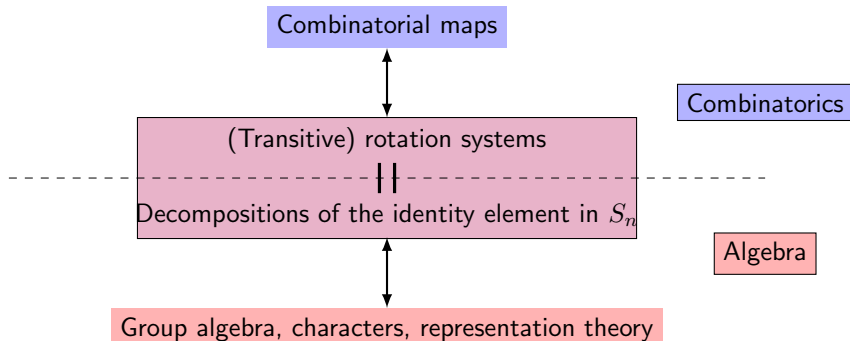 Combinatorial maps
Combinatorics
(Transitive) rotation systems
Decompositions of the identity element in $S_n$
Algebra
Group algebra, characters, representation theory